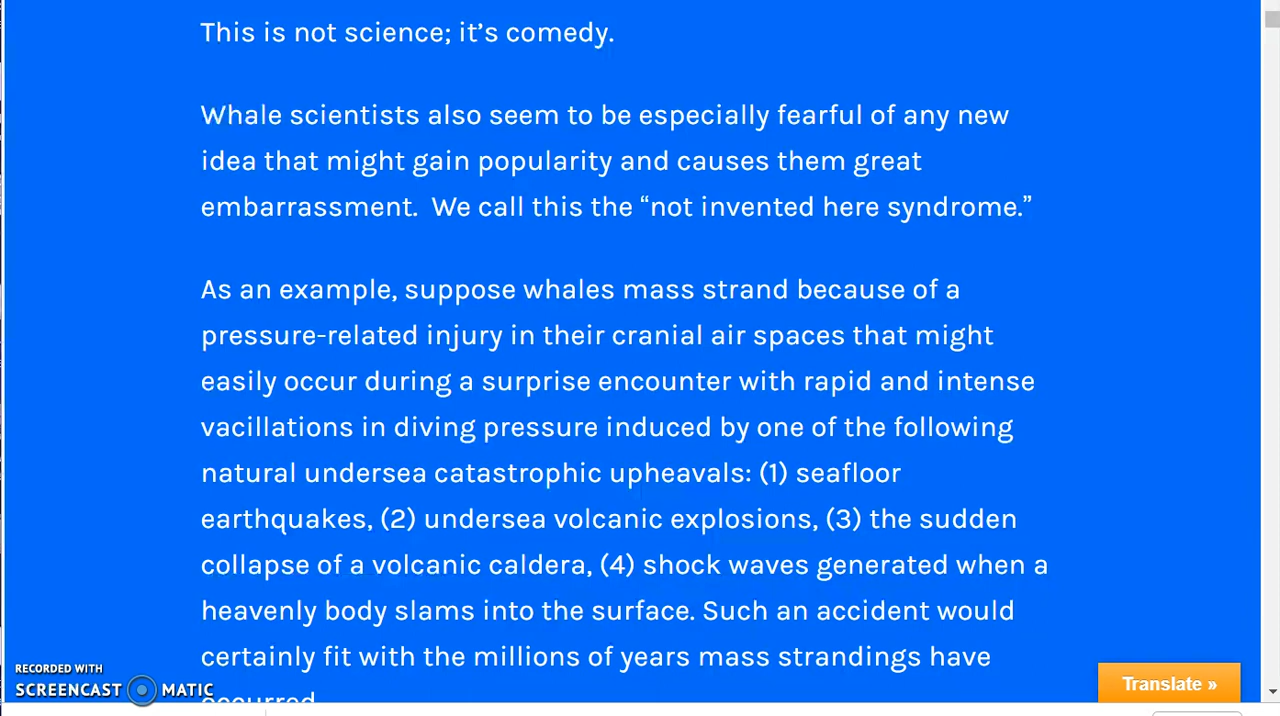 This is not science; it’s comedy.
Whale scientists also seem to be especially fearful of any new
idea that might gain popularity and causes them great
embarrassment.  We call this the “not invented here syndrome.”
As an example, suppose whales mass strand because of a
pressure-related injury in their cranial air spaces that might
easily occur during a surprise encounter with rapid and intense
vacillations in diving pressure induced by one of the following
natural undersea catastrophic upheavals: (1) seafloor
earthquakes, (2) undersea volcanic explosions, (3) the sudden
collapse of a volcanic caldera, (4) shock waves generated when a
heavenly body slams into the surface. Such an accident would
certainly fit with the millions of years mass strandings have
occurred
RECORDED WITH
SCREENCAST MATIC
Translate »